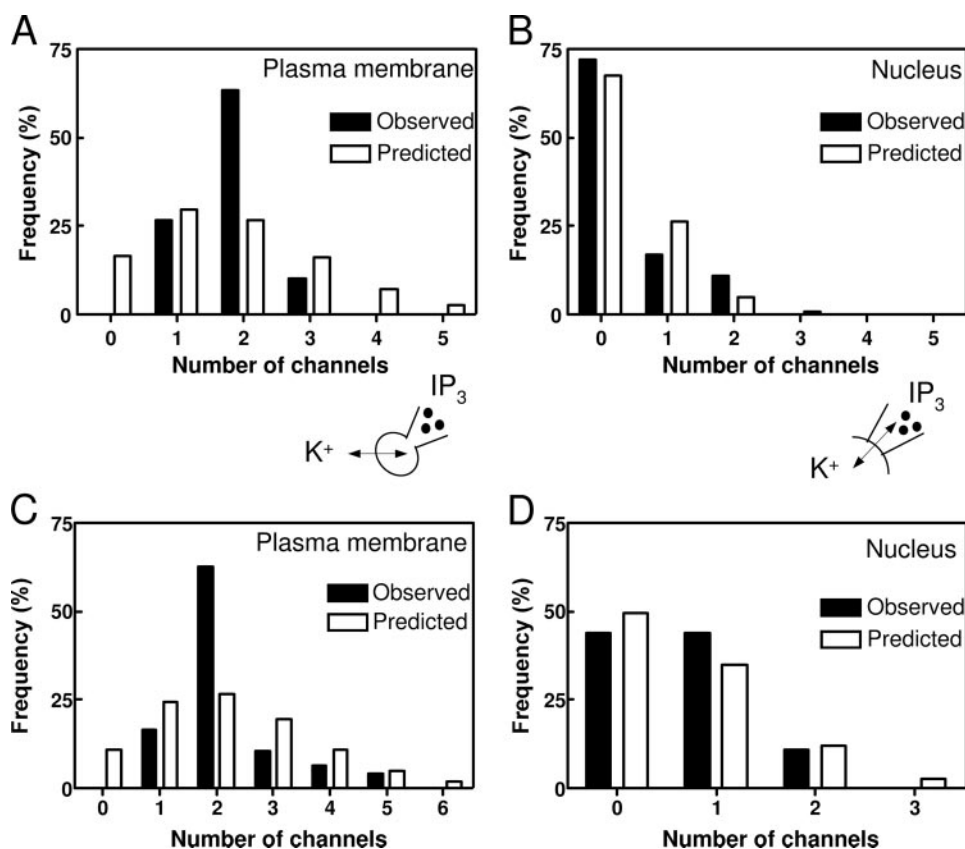 A
Plasma membrane
Observed
Predicted
Frequency (%)
75
50
25
0
0 1 2 3 4 5
Number of channels
B
Nucleus
Observed
Predicted
Frequency (%)
75
50
25
0
0 1 2 3 4 5
Number of channels
IP₃
K⁺
IP₃
K⁺
C
Plasma membrane
Observed
Predicted
Frequency (%)
75
50
25
0
0 1 2 3 4 5 6
Number of channels
D
Nucleus
Observed
Predicted
Frequency (%)
75
50
25
0
0 1 2 3
Number of channels